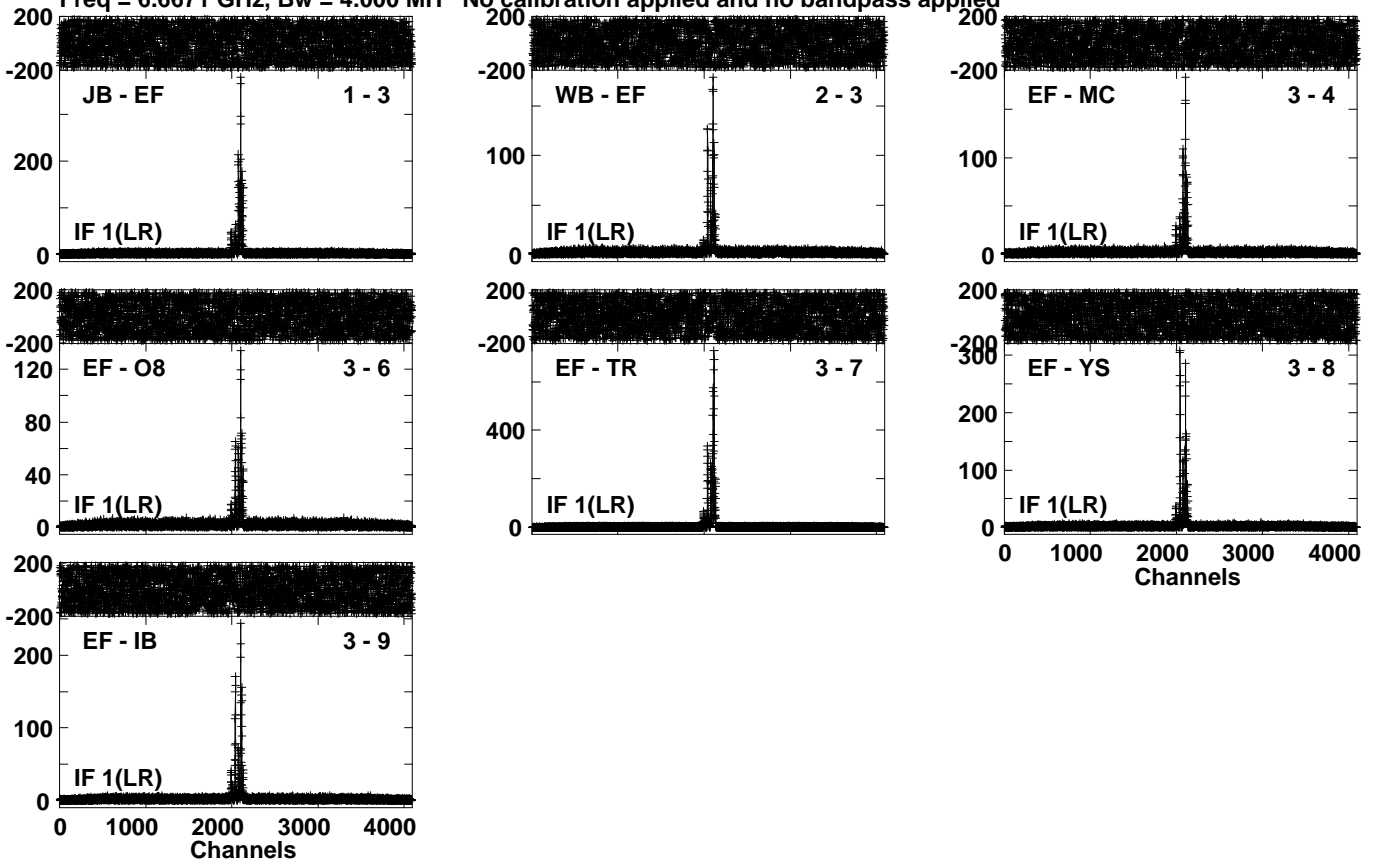 Freq = 6.6671 GHz, Bw = 4.000 MH No calibration applied and no bandpass applied
200
-200
JB - EF 1 - 3
200
IF 1(LR)
0
200
-200
WB - EF 2 - 3
100
IF 1(LR)
0
200
-200
EF - MC 3 - 4
100
IF 1(LR)
0
200
-200
120
EF - O8 3 - 6
80
40
IF 1(LR)
0
200
-200
EF - TR 3 - 7
400
IF 1(LR)
0
200
-200
300
EF - YS 3 - 8
200
100
IF 1(LR)
0
0 1000 2000 3000 4000
Channels
200
-200
EF - IB 3 - 9
200
100
IF 1(LR)
0
0 1000 2000 3000 4000
Channels